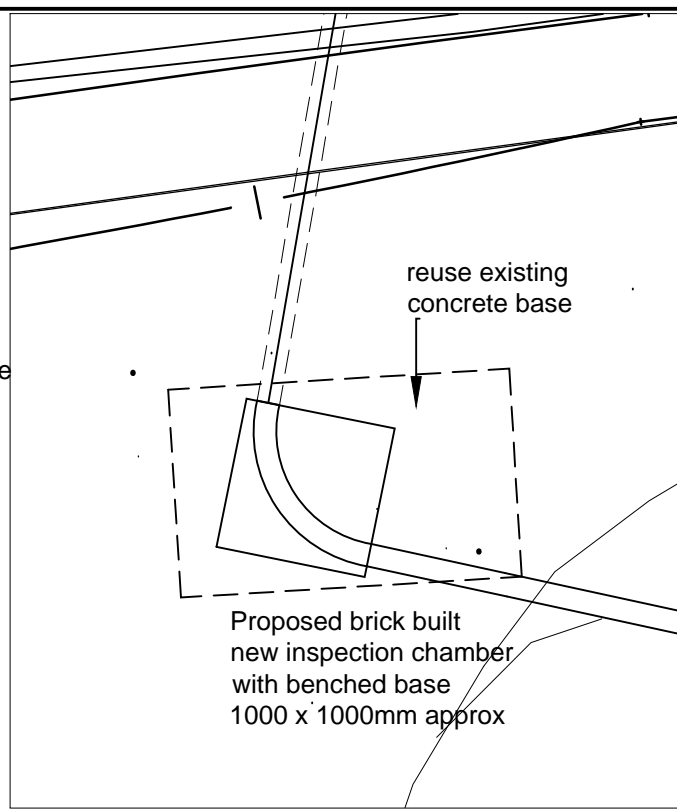 reuse existing
concrete base
e
Proposed brick built
new inspection chamber
with benched base
1000 x 1000mm approx